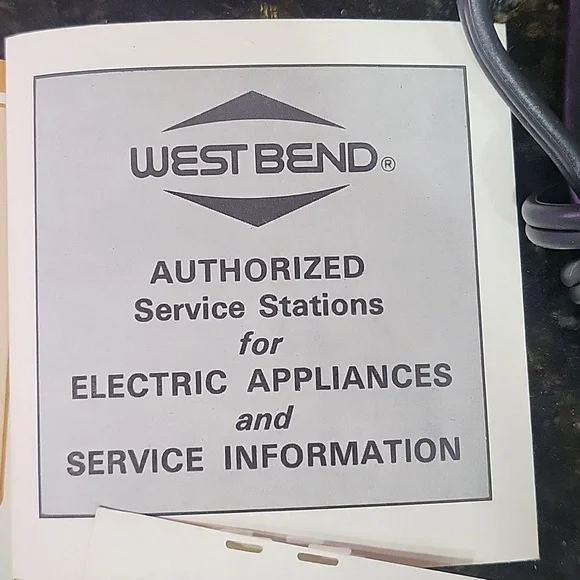 WEST BEND®
AUTHORIZED
Service Stations
for
ELECTRIC APPLIANCES
and
SERVICE INFORMATION